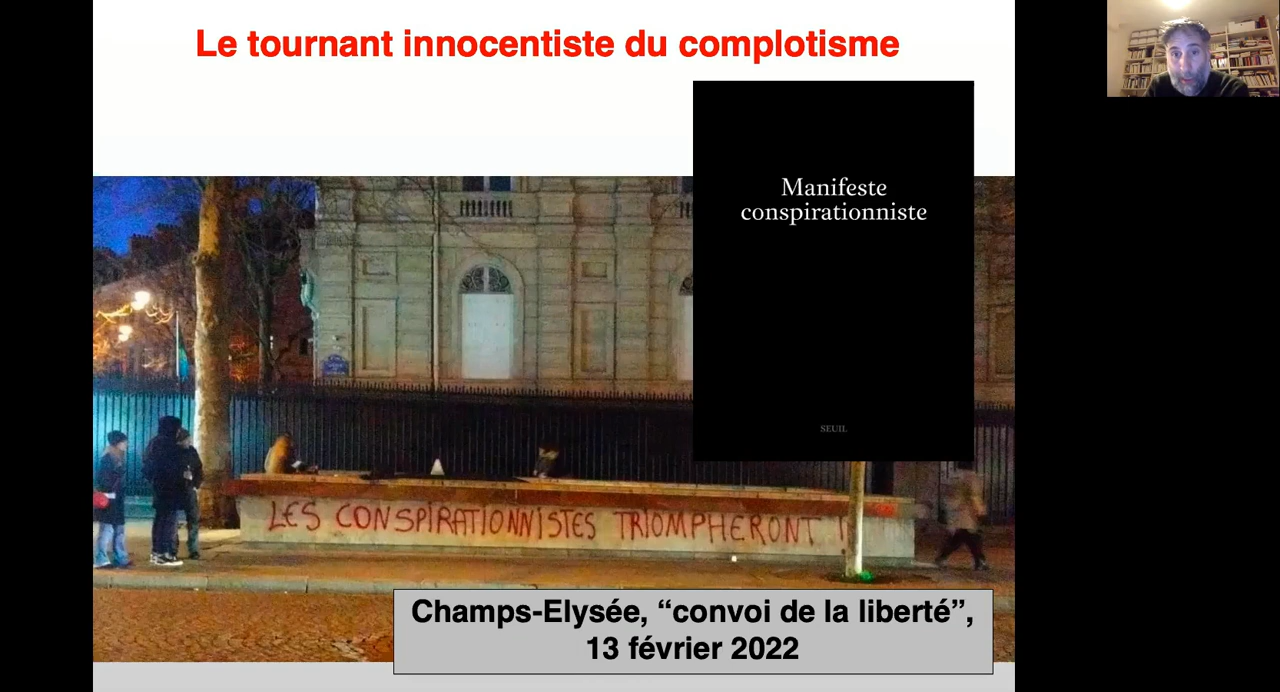 Le tournant innocentiste du complotisme
Manifeste
conspirationniste
SEUIL
LES CONSPIRATIONNISTES TRIOMPHERONT !
Champs-Elysée, “convoi de la liberté”,
13 février 2022